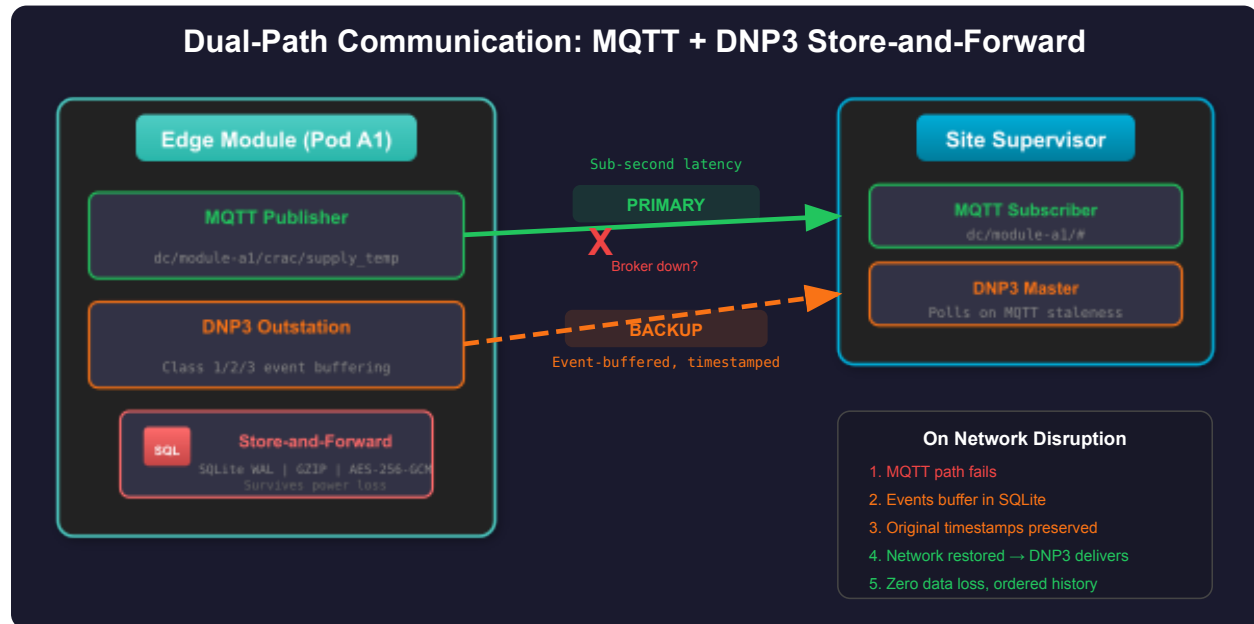 Dual-Path Communication: MQTT + DNP3 Store-and-Forward
Edge Module (Pod A1)
MQTT Publisher
dc/module-a1/crac/supply_temp
DNP3 Outstation
Class 1/2/3 event buffering
SQL
Store-and-Forward
SQLite WAL | GZIP | AES-256-GCM
Survives power loss
Sub-second latency
PRIMARY
X
Broker down?
BACKUP
Event-buffered, timestamped
Site Supervisor
MQTT Subscriber
dc/module-a1/#
DNP3 Master
Polls on MQTT staleness
On Network Disruption
1. MQTT path fails
2. Events buffer in SQLite
3. Original timestamps preserved
4. Network restored → DNP3 delivers
5. Zero data loss, ordered history